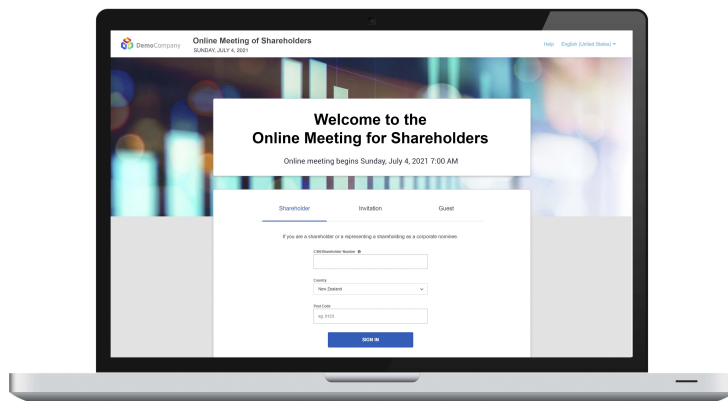 DemoCompany
Online Meeting of Shareholders
SUNDAY, JULY 4, 2021
Help English (United States)
Welcome to the
Online Meeting for Shareholders
Online meeting begins Sunday, July 4, 2021 7:00 AM
Shareholder Invitation Guest
If you are a shareholder or a representing a shareholding as a corporate nominee.
CSN/Shareholder Number
Country
New Zealand
Post Code
eg. 0123
SIGN IN